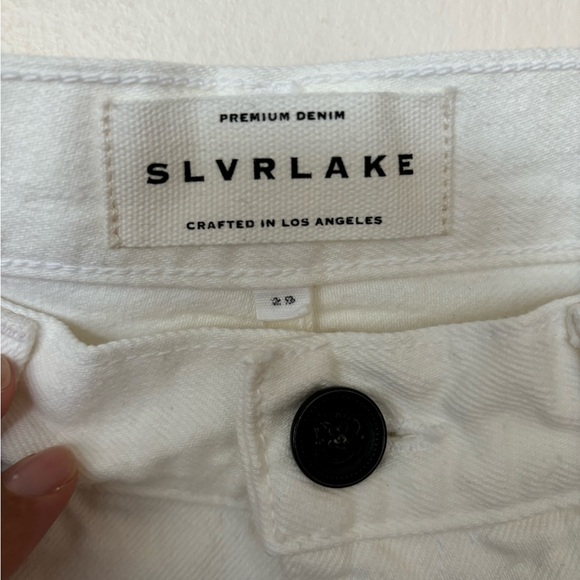 PREMIUM DENIM
SLVRLAKE
CRAFTED IN LOS ANGELES